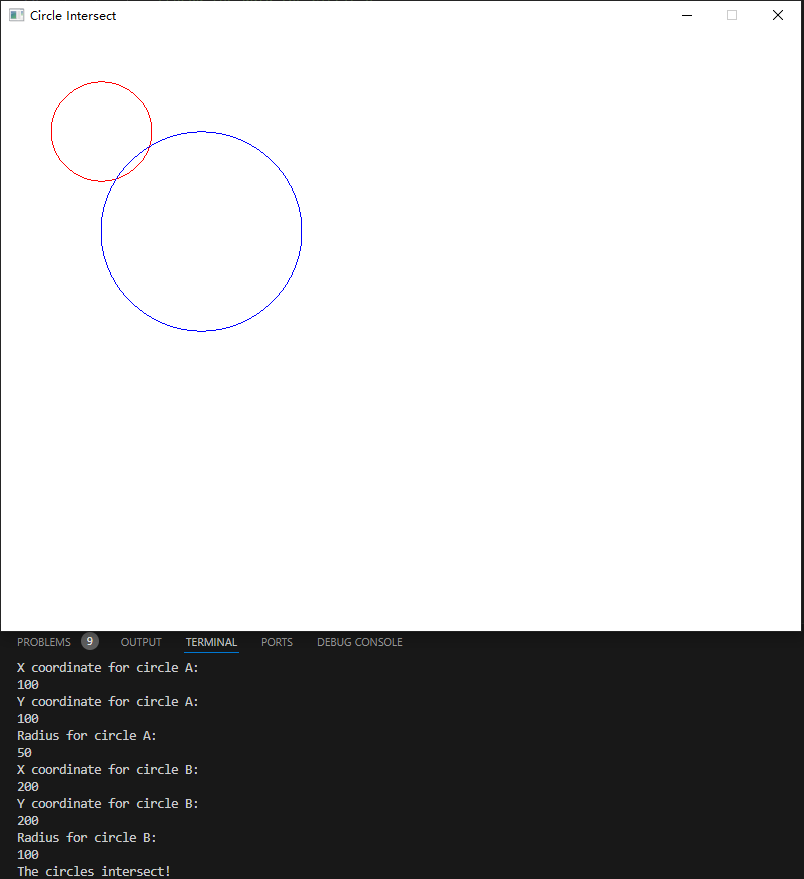 Circle Intersect
PROBLEMS 9 OUTPUT TERMINAL PORTS DEBUG CONSOLE
X coordinate for circle A:
100
Y coordinate for circle A:
100
Radius for circle A:
50
X coordinate for circle B:
200
Y coordinate for circle B:
200
Radius for circle B:
100
The circles intersect!